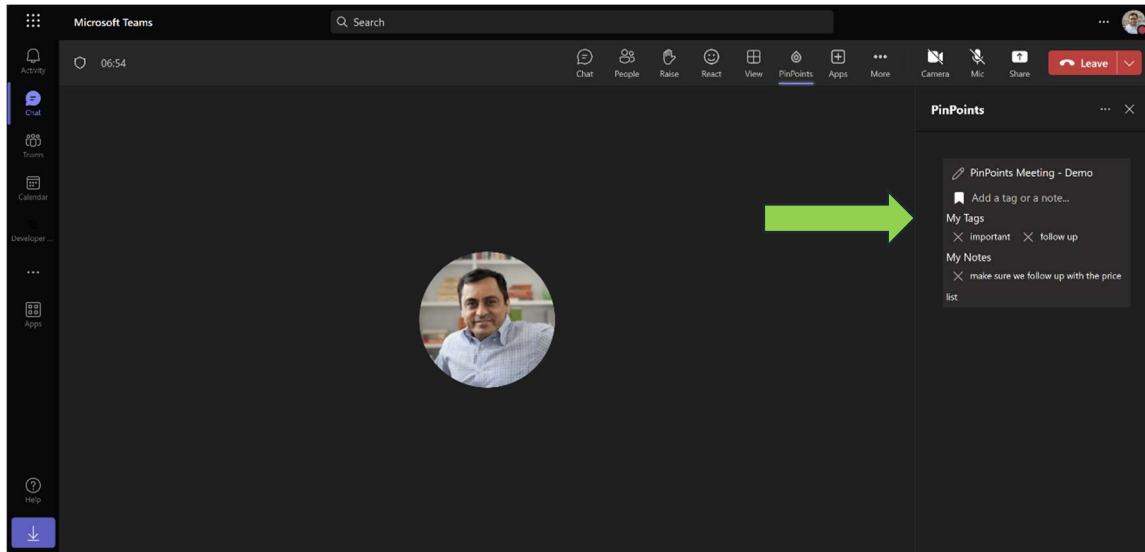 Microsoft Teams
Search
Activity
06:54
Chat
People
Raise
React
View
PinPoints
Apps
More
Camera
Mic
Share
Leave
Chat
Teams
Calendar
Developer ...
Apps
Help
PinPoints
PinPoints Meeting - Demo
Add a tag or a note...
My Tags
important
follow up
My Notes
make sure we follow up with the price
list